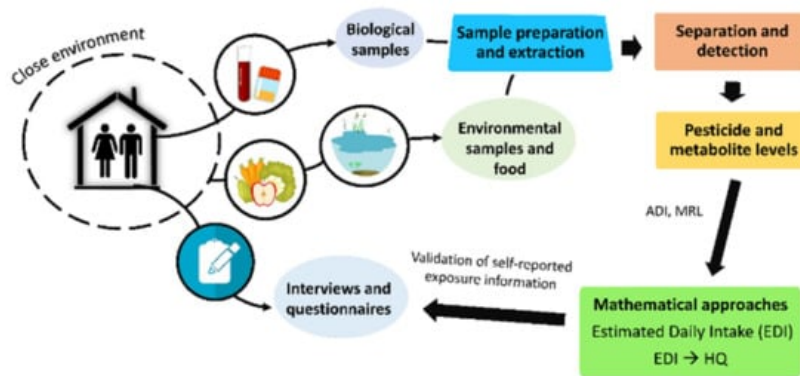 Close environment
Biological
samples
Sample preparation
and extraction
Separation and
detection
Environmental
samples and
food
Pesticide and
metabolite levels
ADI, MRL
Validation of self-reported
exposure information
Interviews and
questionnaires
Mathematical approaches
Estimated Daily Intake (EDI)
EDI → HQ